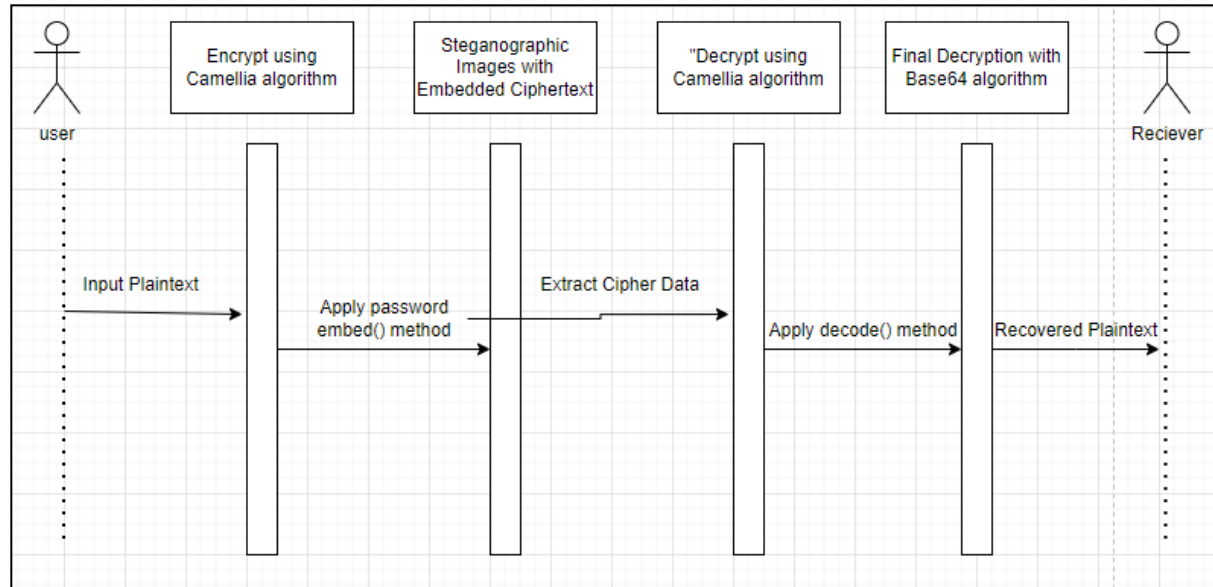 Encrypt using
Camellia algorithm
Steganographic
Images with
Embedded Ciphertext
"Decrypt using
Camellia algorithm
Final Decryption with
Base64 algorithm
user
Reciever
Input Plaintext
Apply password
embed() method
Extract Cipher Data
Apply decode() method
Recovered Plaintext